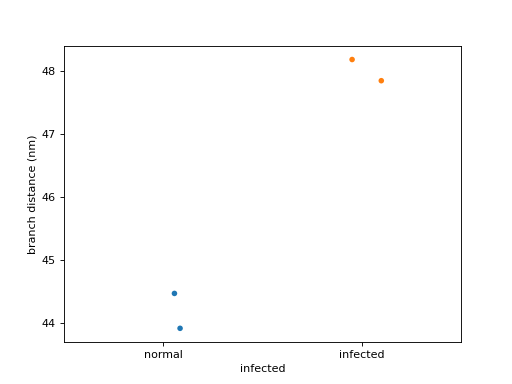 branch distance (nm)
48
47
46
45
44
normal
infected
infected